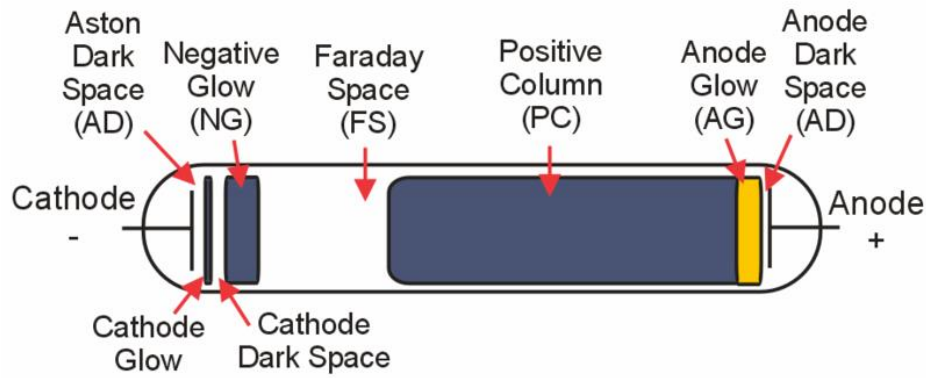 Aston
Dark
Space
(AD)
Negative
Glow
(NG)
Faraday
Space
(FS)
Positive
Column
(PC)
Anode
Glow
(AG)
Anode
Dark
Space
(AD)
Cathode
-
Anode
+
Cathode
Glow
Cathode
Dark Space